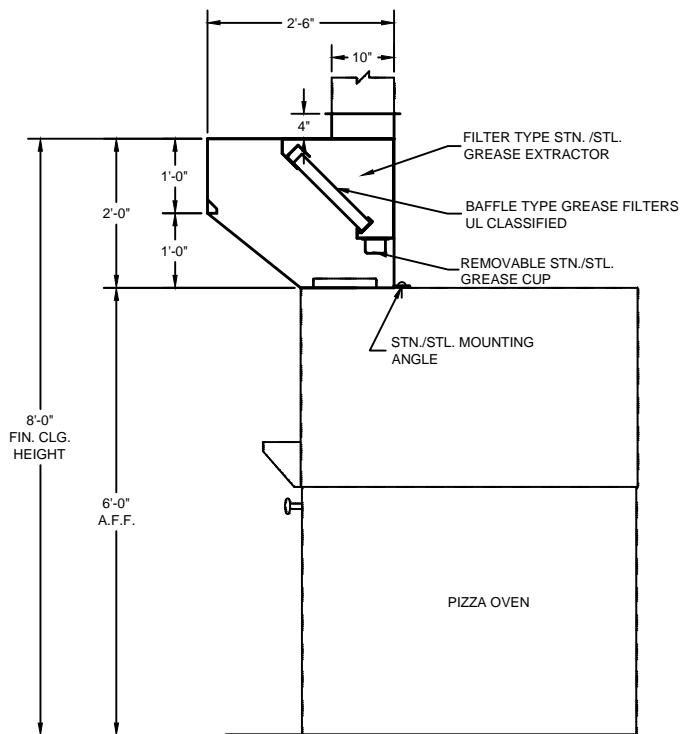 2'-6"
10"
4"
FILTER TYPE STN. /STL.
GREASE EXTRACTOR
1'-0"
2'-0"
BAFFLE TYPE GREASE FILTERS
UL CLASSIFIED
1'-0"
REMOVABLE STN./STL.
GREASE CUP
STN./STL. MOUNTING
ANGLE
8'-0"
FIN. CLG.
HEIGHT
6'-0"
A.F.F.
PIZZA OVEN